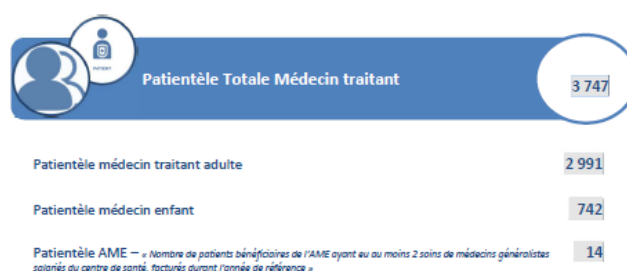 PATIENT
Patientèle Totale Médecin traitant
3 747
Patientèle médecin traitant adulte
2 991
Patientèle médecin enfant
742
Patientèle AME – « Nombre de patients bénéficiaires de l'AME ayant eu au moins 2 soins de médecins généralistes
14
salariés du centre de santé, facturés durant l'année de référence »